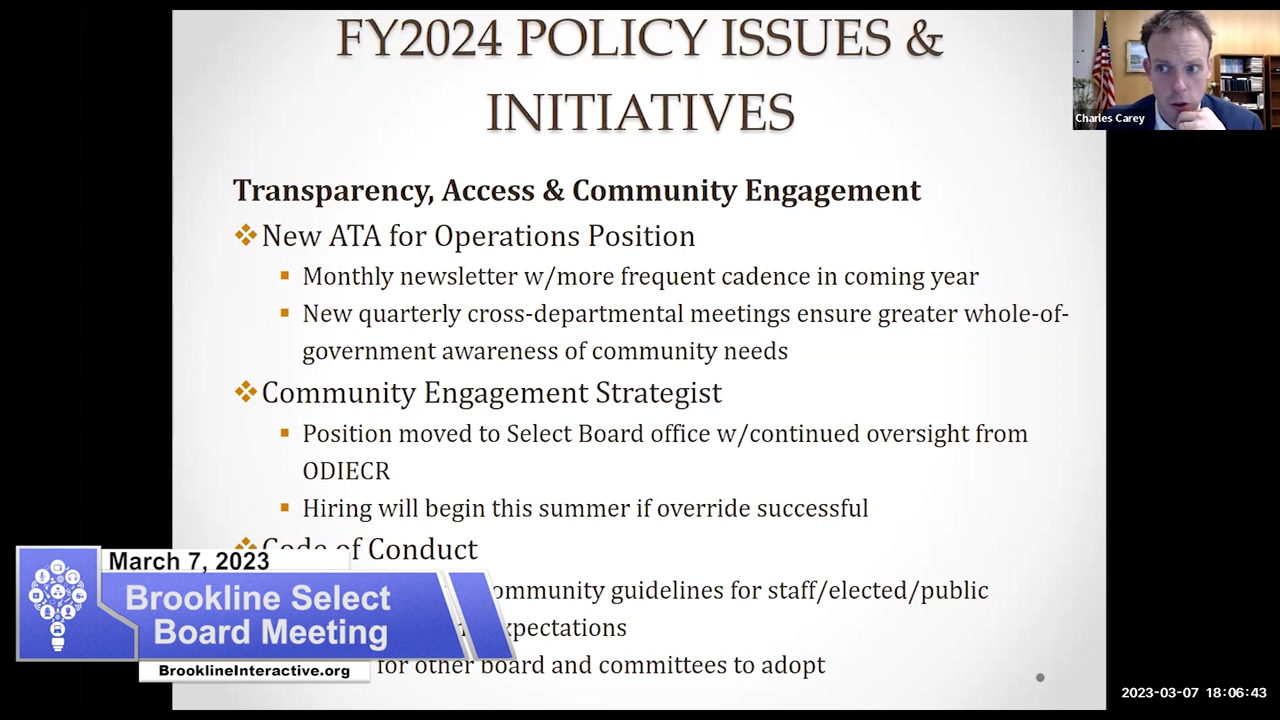 FY2024 POLICY ISSUES &
INITIATIVES
Charles Carey
Transparency, Access & Community Engagement
New ATA for Operations Position
Monthly newsletter w/more frequent cadence in coming year
New quarterly cross-departmental meetings ensure greater whole-of-
government awareness of community needs
Community Engagement Strategist
Position moved to Select Board office w/continued oversight from
ODIECR
Hiring will begin this summer if override successful
Code of Conduct
guidelines for staff/elected/public
for other board and committees to adopt
March 7, 2023
Brookline Select
Board Meeting
BrooklineInteractive.org
2023-03-07 18:06:43